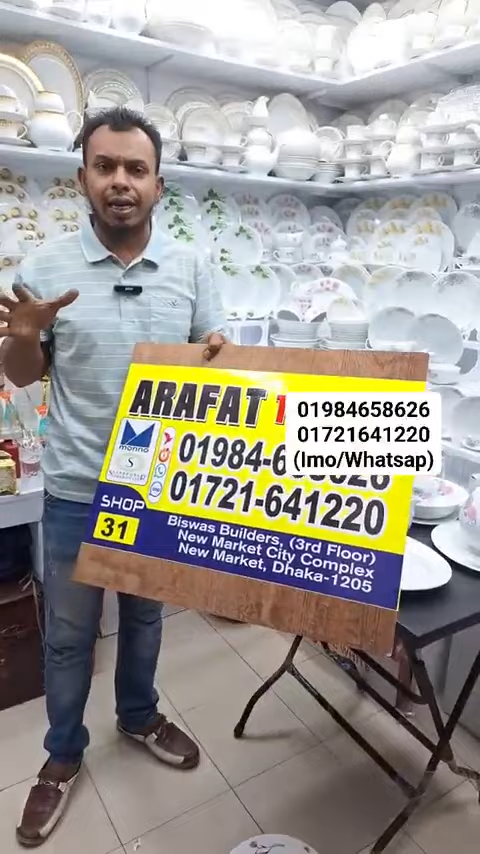 ARAFAT
01984658626
01721641220
(Imo/Whatsap)
monno
01984-6
01721-641220
SHOP
31
Biswas Builders, (3rd Floor)
New Market City Complex
New Market, Dhaka-1205